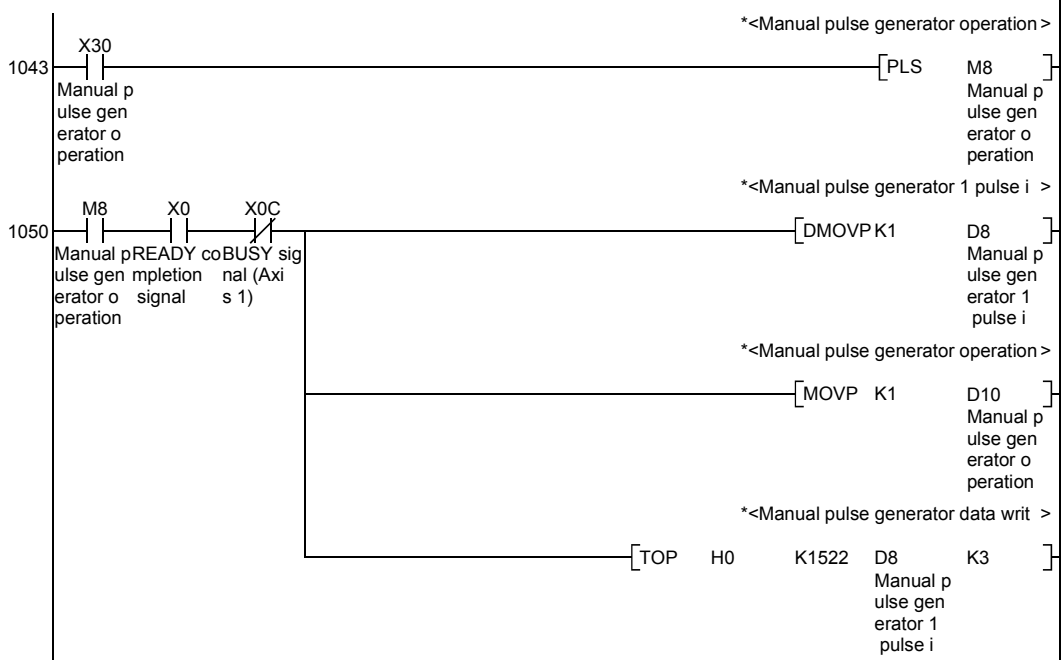 *<Manual pulse generator operation>
X30
1043
PLS M8
Manual p
ulse gen
erator o
peration
Manual p
ulse gen
erator o
peration
*<Manual pulse generator 1 pulse i >
M8 X0 X0C
1050
DMOVP K1 D8
Manual p
ulse gen
erator o
peration
READY co
mpletion
signal
BUSY sig
nal (Axi
s 1)
Manual p
ulse gen
erator 1
pulse i
*<Manual pulse generator operation>
MOVP K1 D10
Manual p
ulse gen
erator o
peration
*<Manual pulse generator data writ >
TOP H0 K1522 D8 K3
Manual p
ulse gen
erator 1
pulse i